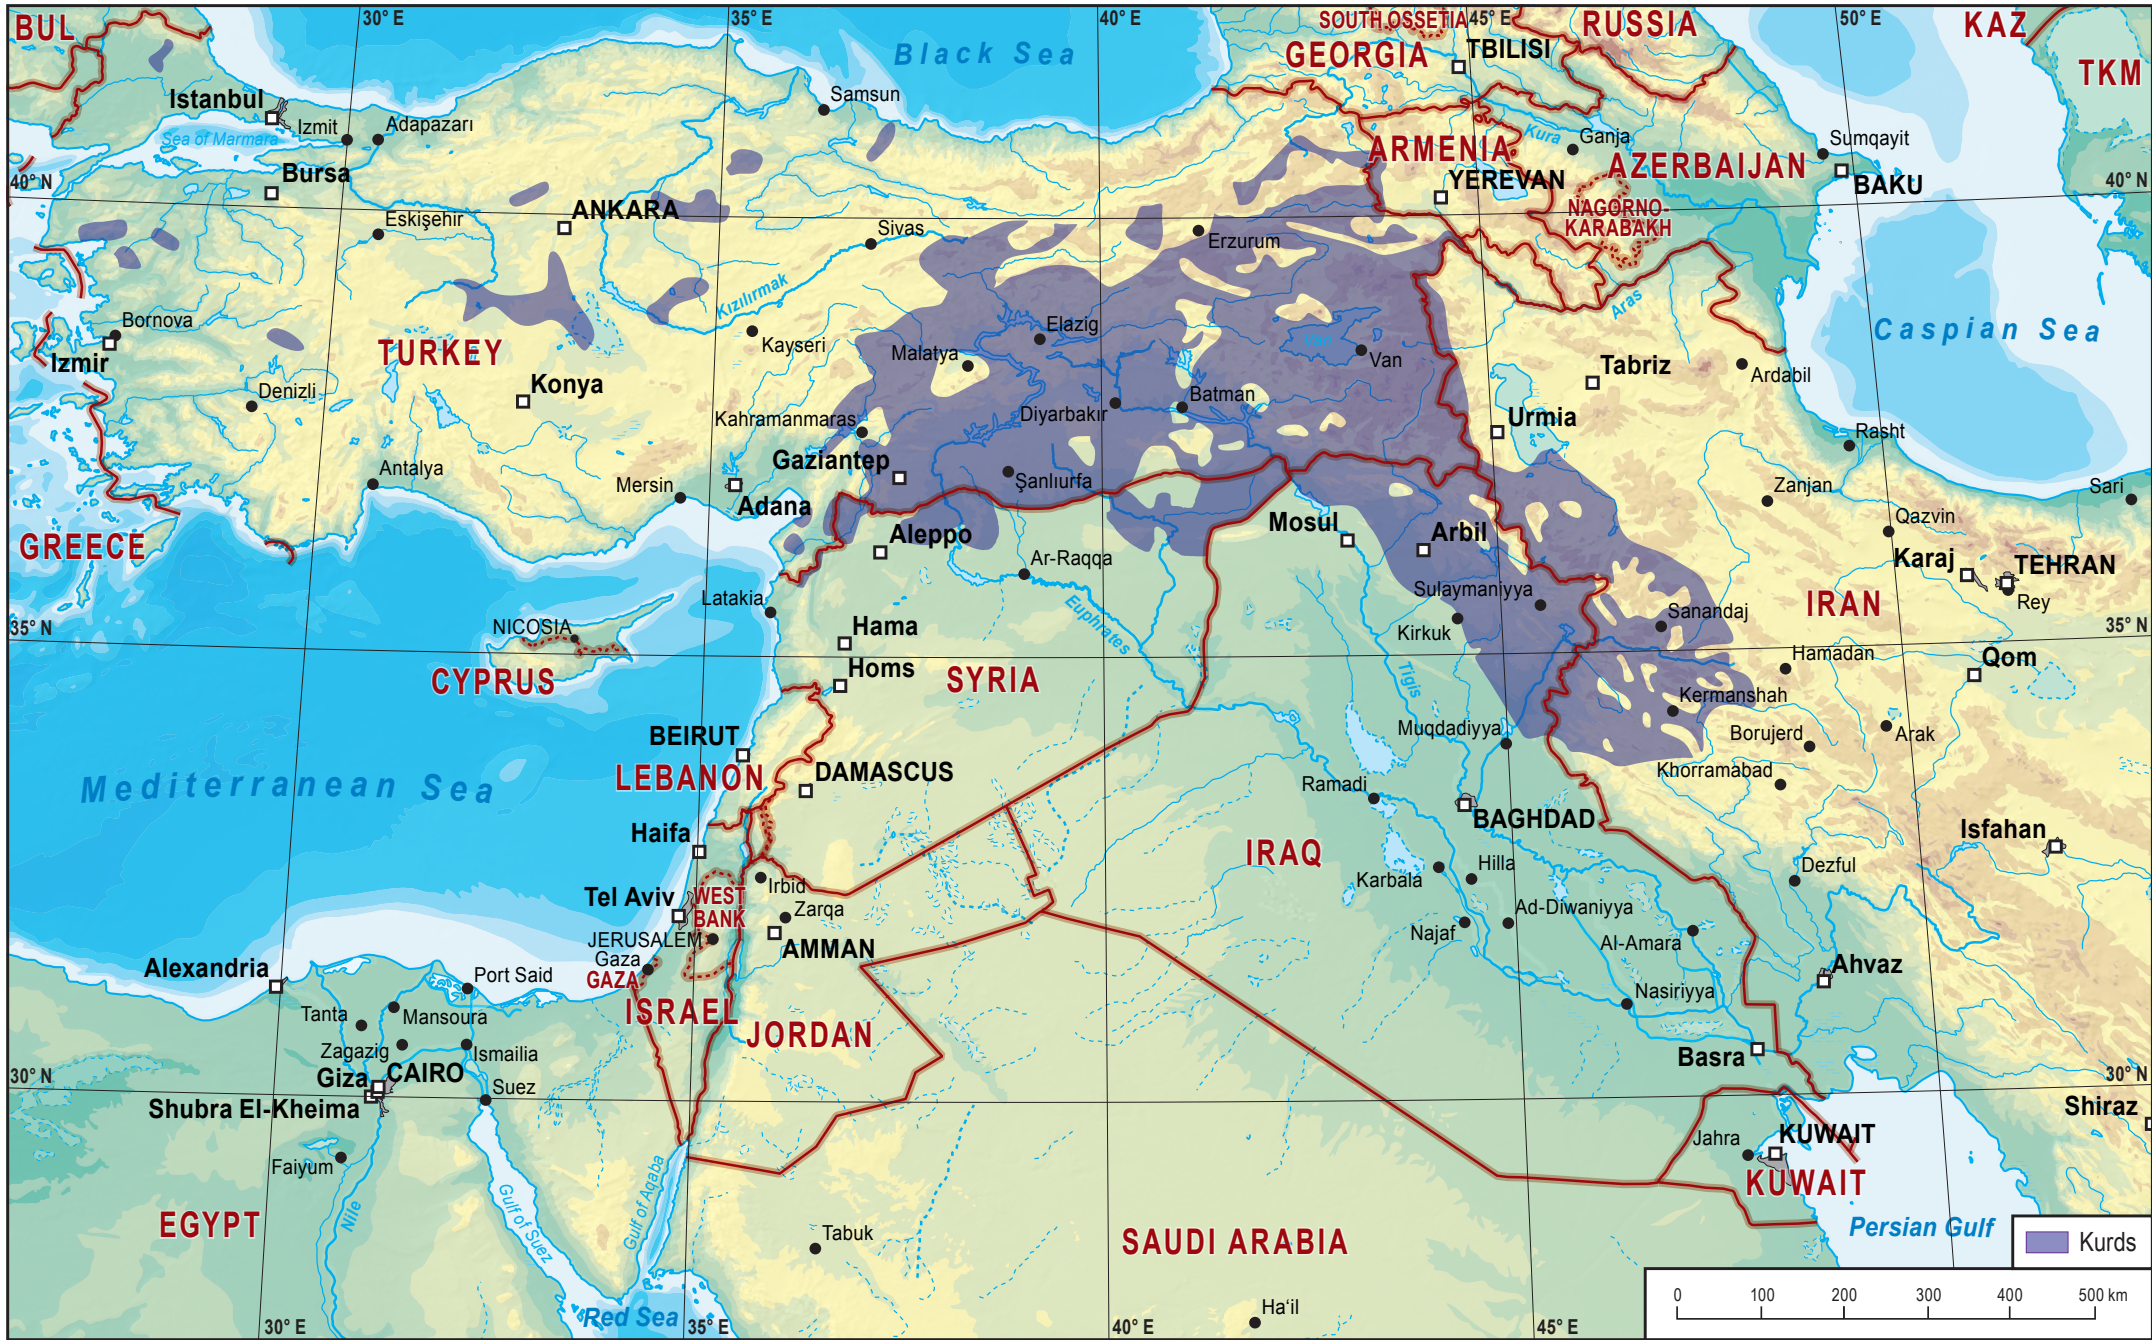 30° E
35° E
40° E
45° E
50° E
BUL
Black Sea
SOUTH OSSETIA
GEORGIA
TBILISI
RUSSIA
KAZ
TKM
Istanbul
Izmit
Adapazarı
Sea of Marmara
Samsun
Kura
Ganja
Sumqayit
ARMENIA
YEREVAN
AZERBAIJAN
BAKU
40° N
40° N
Bursa
Eskişehir
ANKARA
Sivas
Erzurum
NAGORNO-
KARABAKH
Kızılırmak
Aras
Caspian Sea
Bornova
Izmir
TURKEY
Kayseri
Elazig
Malatya
Van
Van
Tabriz
Ardabil
Denizli
Konya
Kahramanmaras
Diyarbakır
Batman
Urmia
Rasht
Antalya
Mersin
Adana
Gaziantep
Şanlıurfa
Zanjan
Sari
GREECE
Aleppo
Mosul
Arbil
Qazvin
Karaj
TEHRAN
Rey
Ar-Raqqa
Latakia
Euphrates
Sulaymaniyya
Sanandaj
IRAN
NICOSIA
Hama
Kirkuk
35° N
35° N
CYPRUS
Homs
SYRIA
Tigis
Hamadan
Qom
Kermanshah
BEIRUT
LEBANON
DAMASCUS
Muqdadiyya
Borujerd
Arak
Khorramabad
Mediterranean Sea
Ramadi
BAGHDAD
Haifa
IRAQ
Isfahan
Karbala
Hilla
Dezful
Tel Aviv
WEST
BANK
Irbid
Zarqa
Najaf
Ad-Diwaniyya
Al-Amara
JERUSALEM
AMMAN
Gaza
GAZA
Alexandria
Port Said
Ahvaz
Tanta
Mansoura
ISRAEL
JORDAN
Nasiriyya
Zagazig
Ismailia
Basra
30° N
30° N
Giza
CAIRO
Suez
Shubra El-Kheima
Shiraz
Jahra
KUWAIT
KUWAIT
Faiyum
Nile
EGYPT
Gulf of Suez
Gulf of Aqaba
Tabuk
SAUDI ARABIA
Persian Gulf
Kurds
Red Sea
Ha‘il
0
100
200
300
400
500 km
30° E
35° E
40° E
45° E